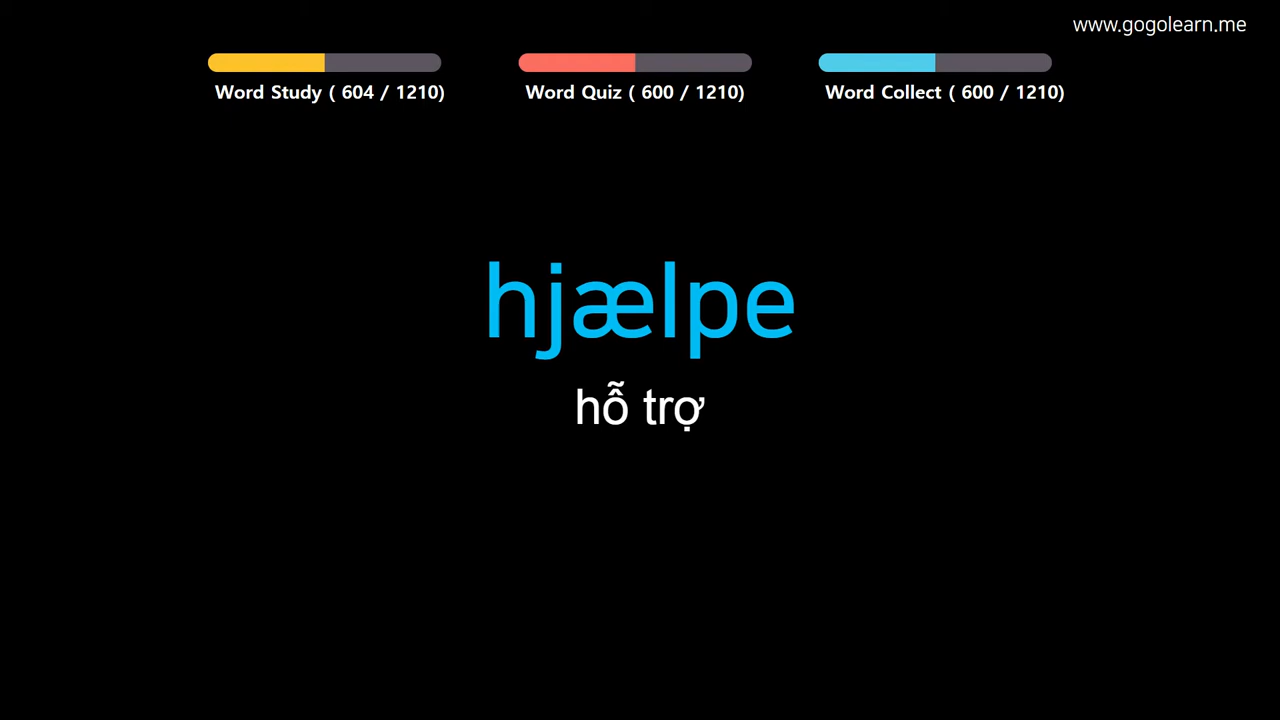 www.gogolearn.me
Word Study ( 604 / 1210)
Word Quiz ( 600 / 1210)
Word Collect ( 600 / 1210)
hjælpe
hỗ trợ